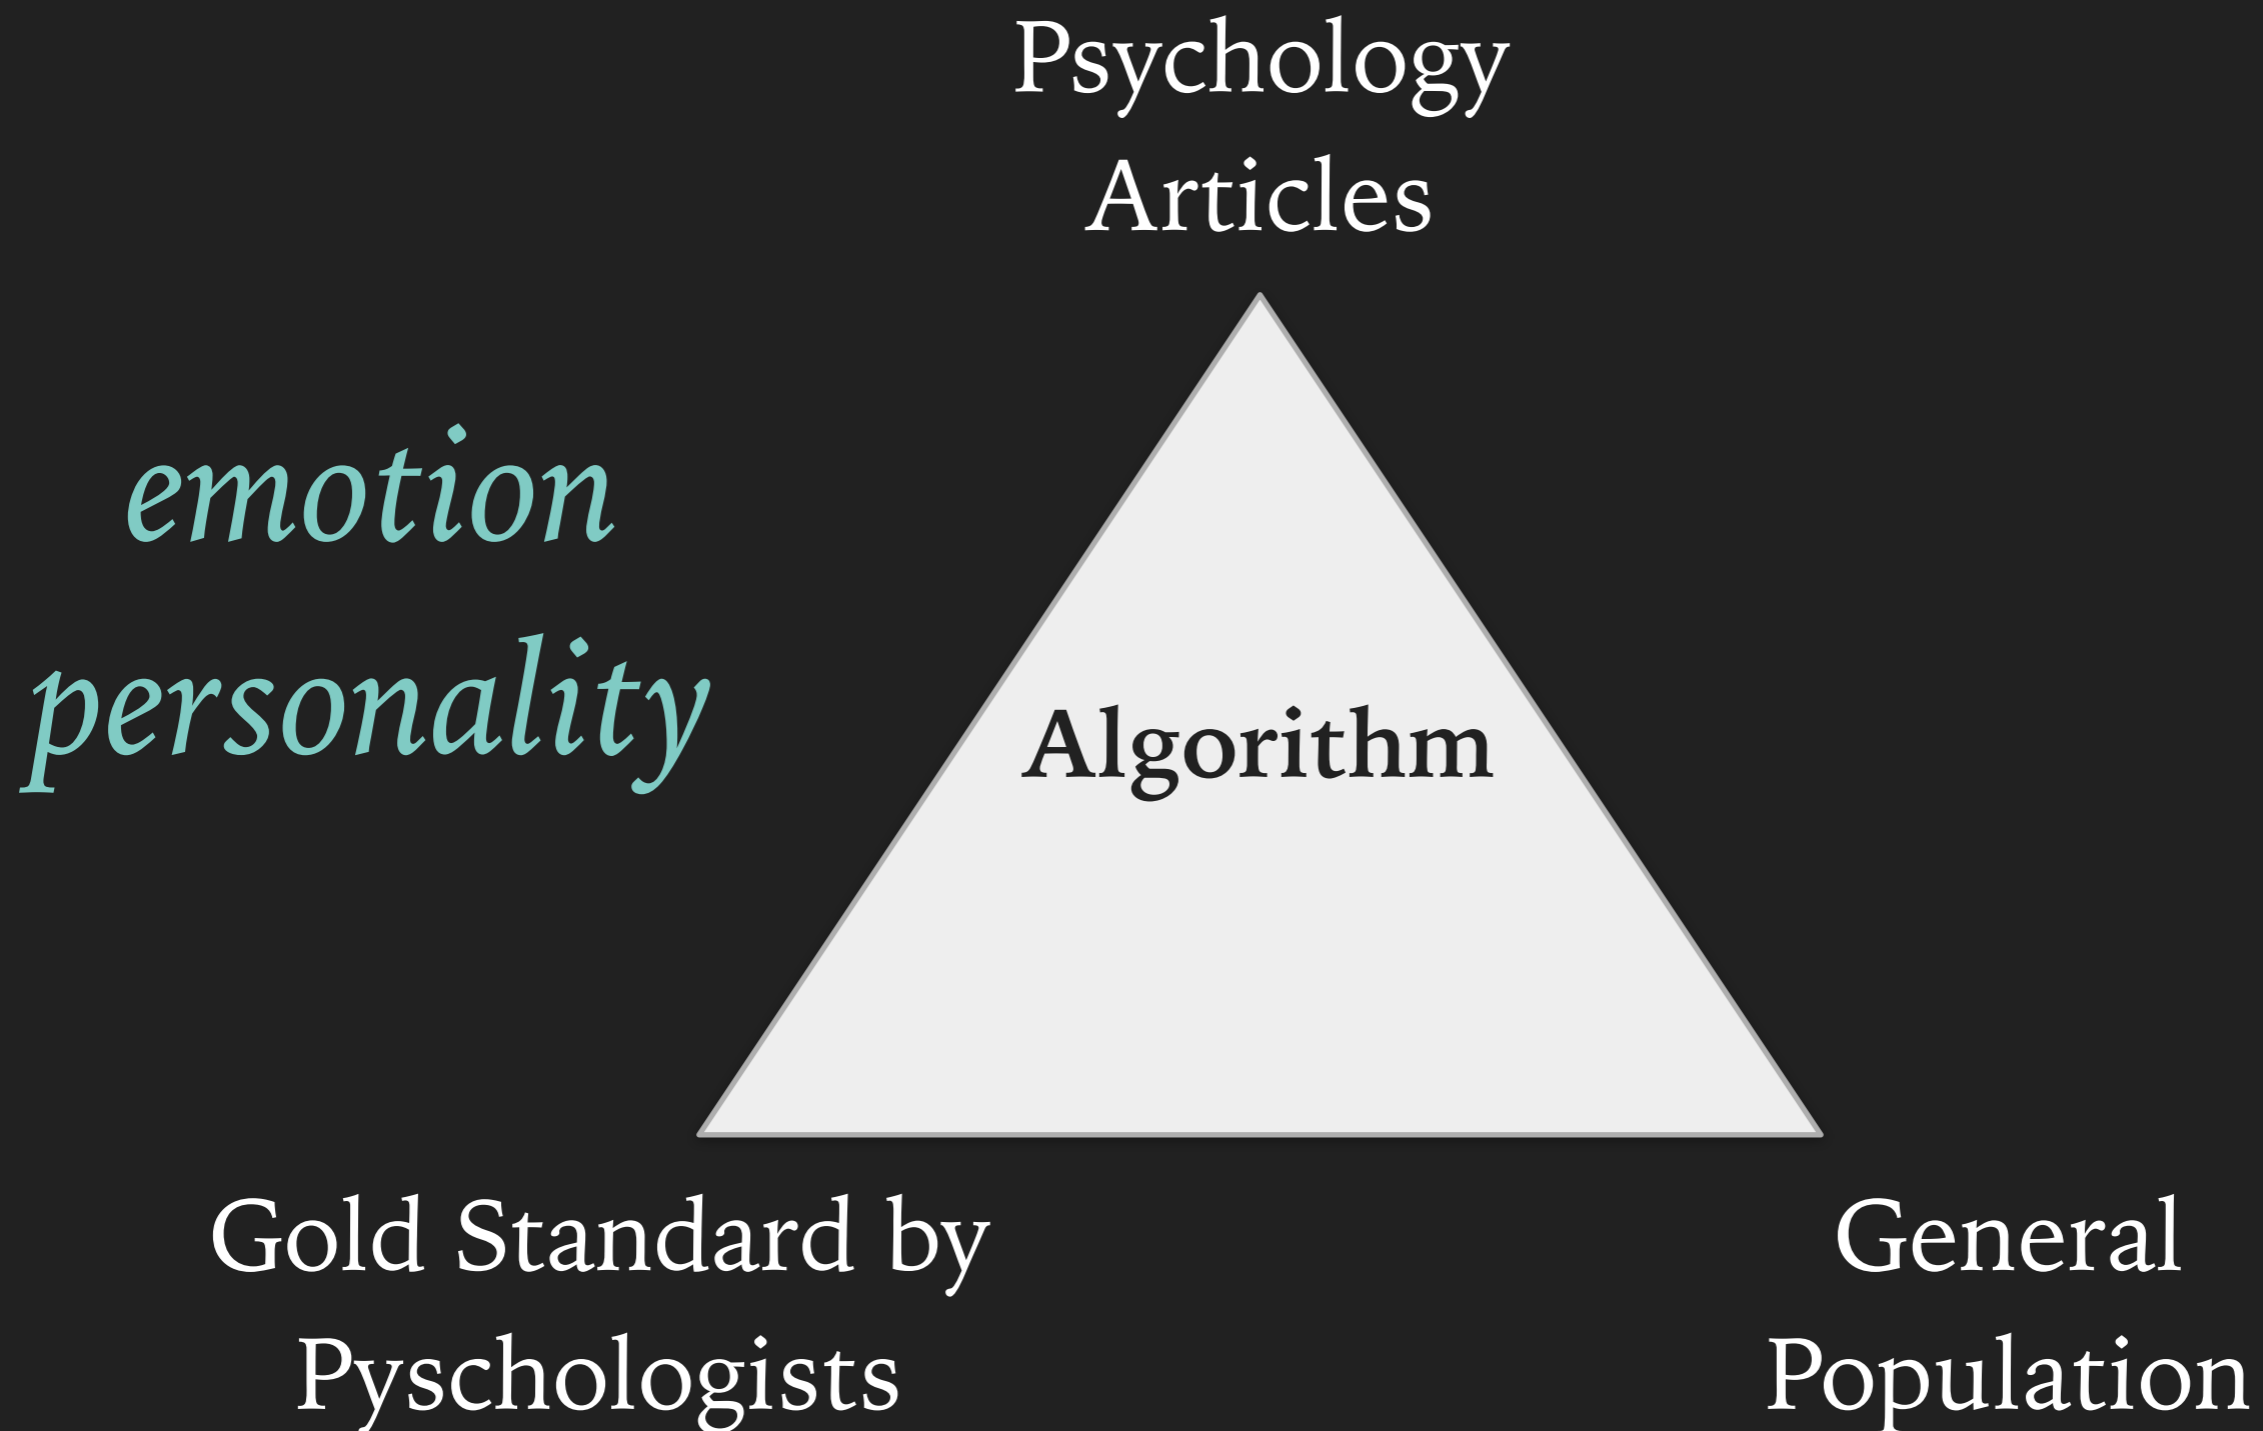 Psychology
Articles
emotion
personality
Algorithm
Gold Standard by
Pyschologists
General
Population